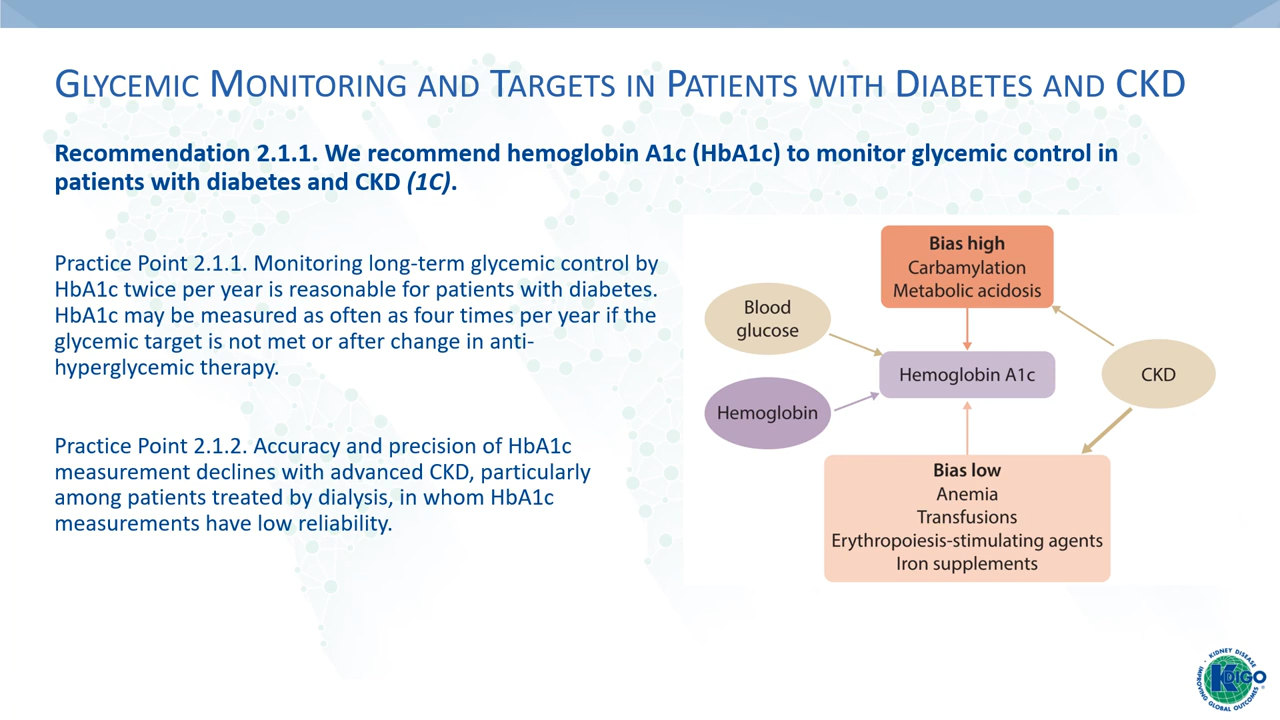 GLYCEMIC MONITORING AND TARGETS IN PATIENTS WITH DIABETES AND CKD
Recommendation 2.1.1. We recommend hemoglobin A1c (HbA1c) to monitor glycemic control in
patients with diabetes and CKD (1C).
Practice Point 2.1.1. Monitoring long-term glycemic control by
HbA1c twice per year is reasonable for patients with diabetes.
HbA1c may be measured as often as four times per year if the
glycemic target is not met or after change in anti-
hyperglycemic therapy.
Practice Point 2.1.2. Accuracy and precision of HbA1c
measurement declines with advanced CKD, particularly
among patients treated by dialysis, in whom HbA1c
measurements have low reliability.
Bias high
Carbamylation
Metabolic acidosis
Blood
glucose
Hemoglobin A1c
CKD
Hemoglobin
Bias low
Anemia
Transfusions
Erythropoiesis-stimulating agents
Iron supplements
KIDNEY DISEASE
KDIGO
IMPROVING GLOBAL OUTCOMES